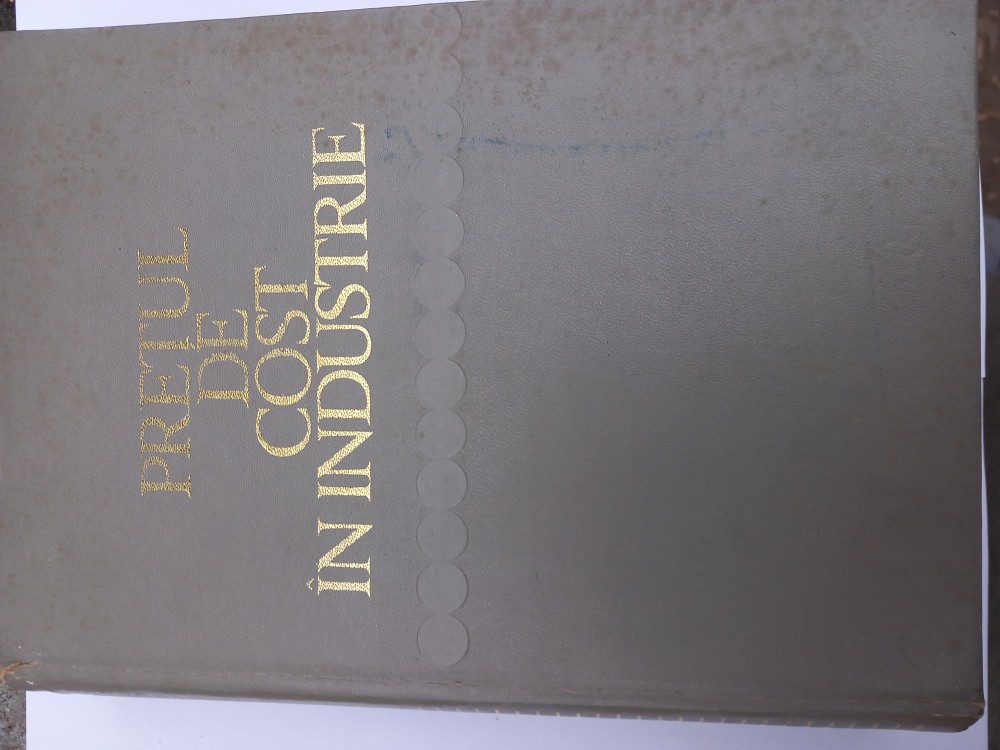 PREȚUL
DE
COST
ÎN INDUSTRIE